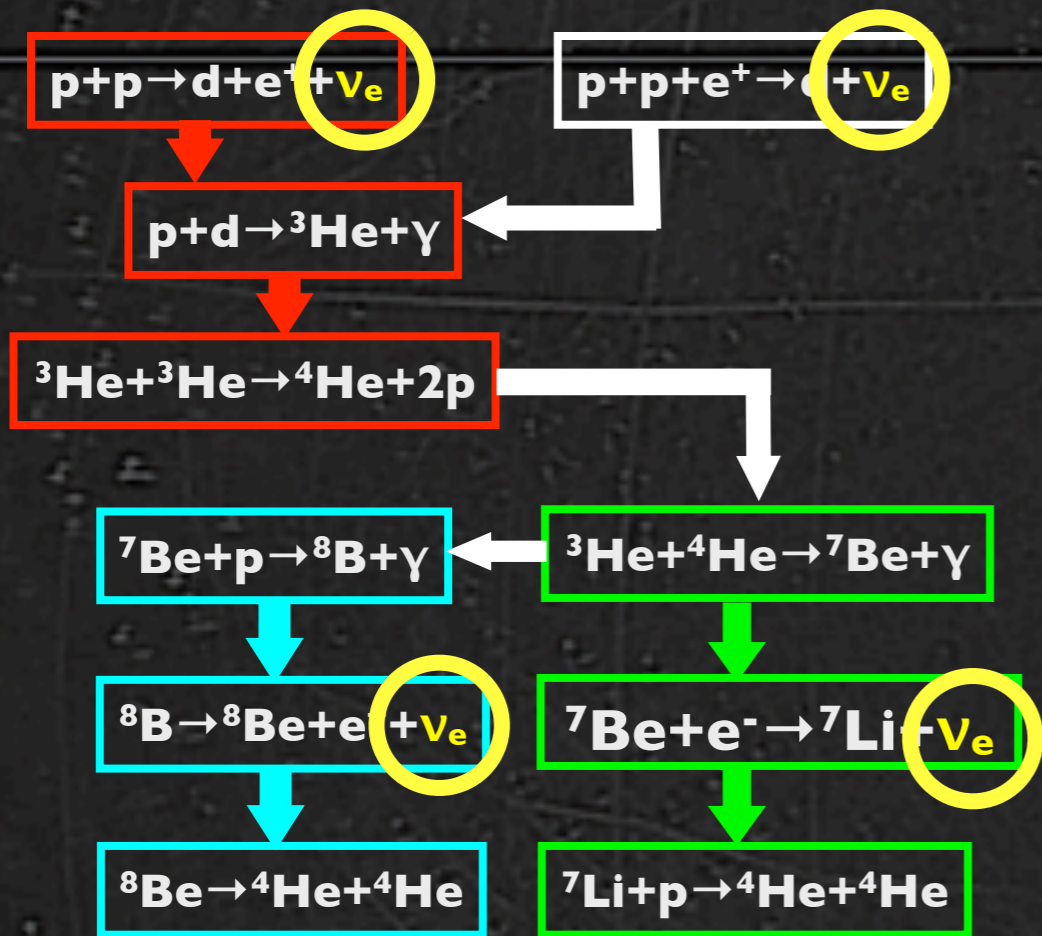 p+p→d+e⁺+νₑ
p+p+e⁺→d+νₑ
p+d→³He+γ
³He+³He→⁴He+2p
⁷Be+p→⁸B+γ
³He+⁴He→⁷Be+γ
⁸B→⁸Be+e⁺+νₑ
⁷Be+e⁻→⁷Li+νₑ
⁸Be→⁴He+⁴He
⁷Li+p→⁴He+⁴He